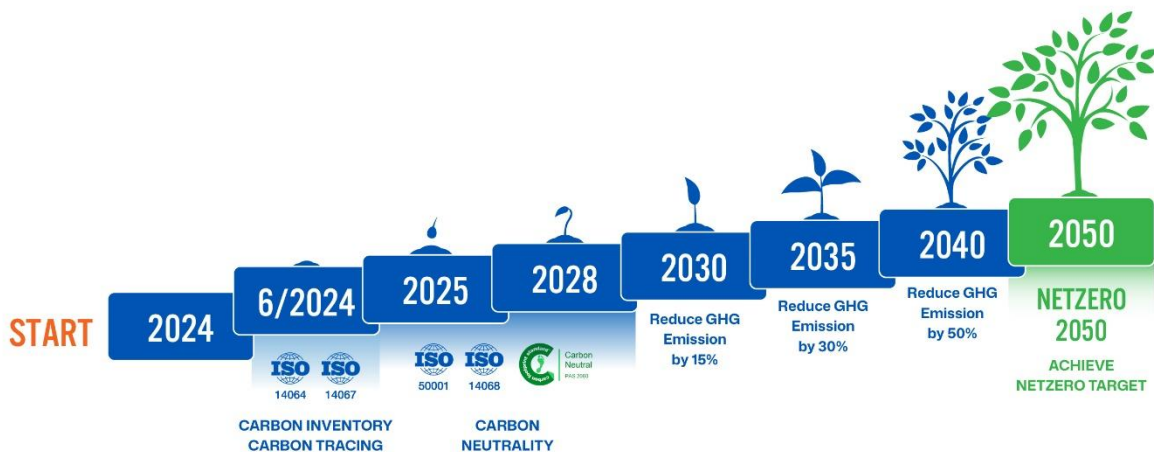 START
2024
6/2024
2025
2028
2030
2035
2040
2050
ISO
14064
ISO
14067
CARBON INVENTORY
CARBON TRACING
ISO
50001
ISO
14068
Carbon
Neutral
CARBON
NEUTRALITY
Reduce GHG
Emission
by 15%
Reduce GHG
Emission
by 30%
Reduce GHG
Emission
by 50%
NETZERO
2050
ACHIEVE
NETZERO TARGET